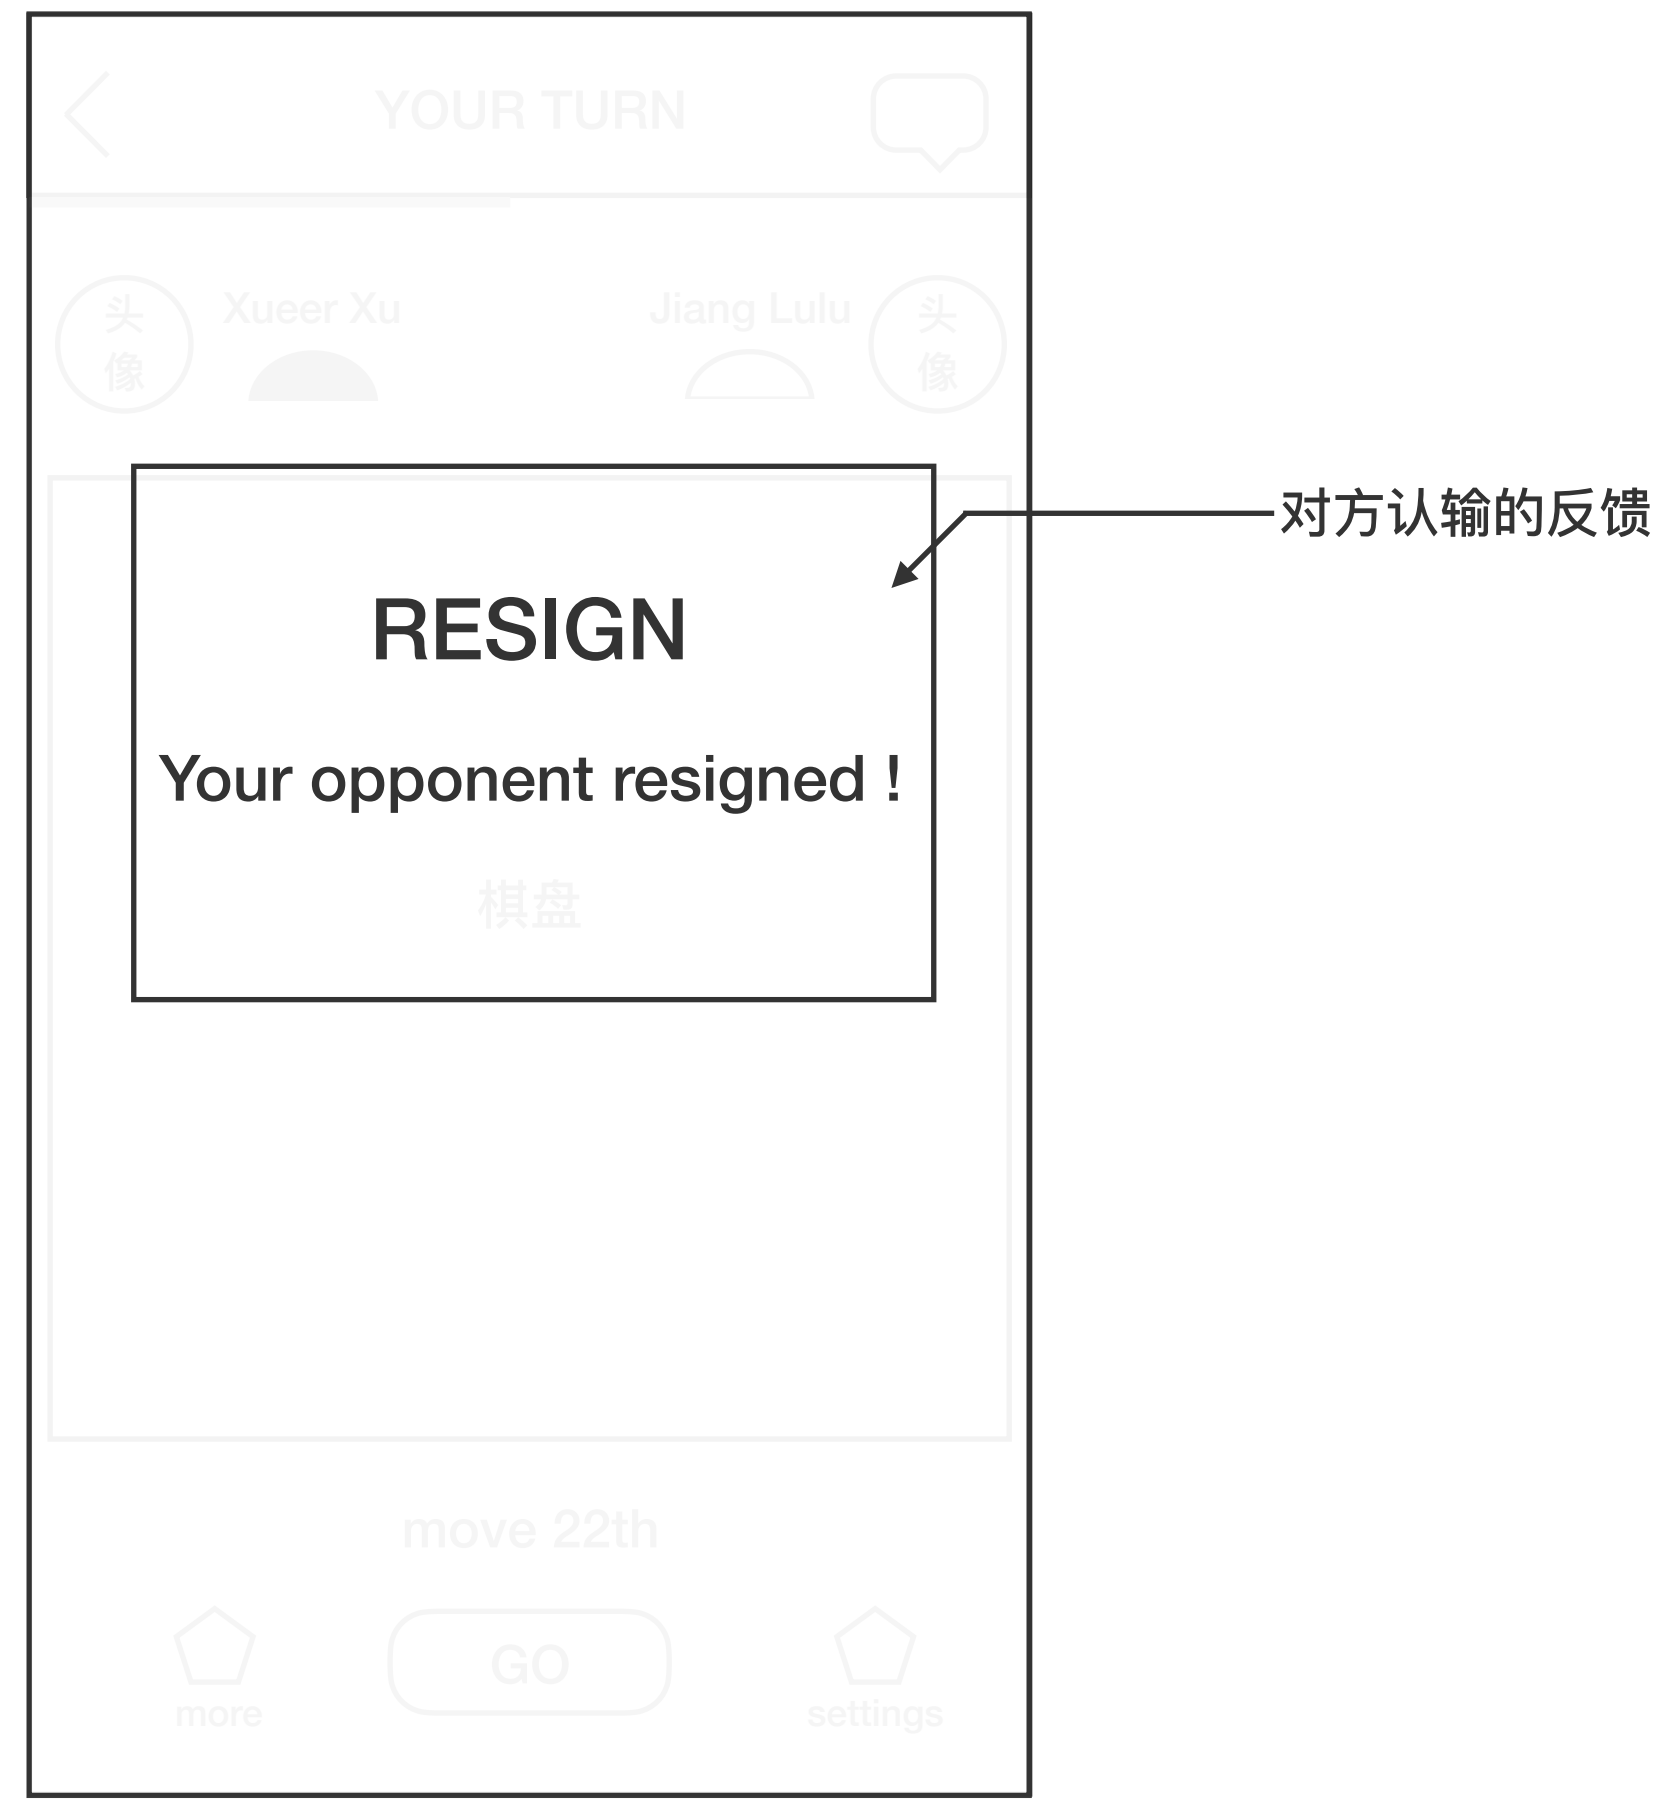 YOUR TURN
头
像
Xueer Xu
Jiang Lulu
头
像
对方认输的反馈
RESIGN
Your opponent resigned !
棋盘
move 22th
GO
more
settings